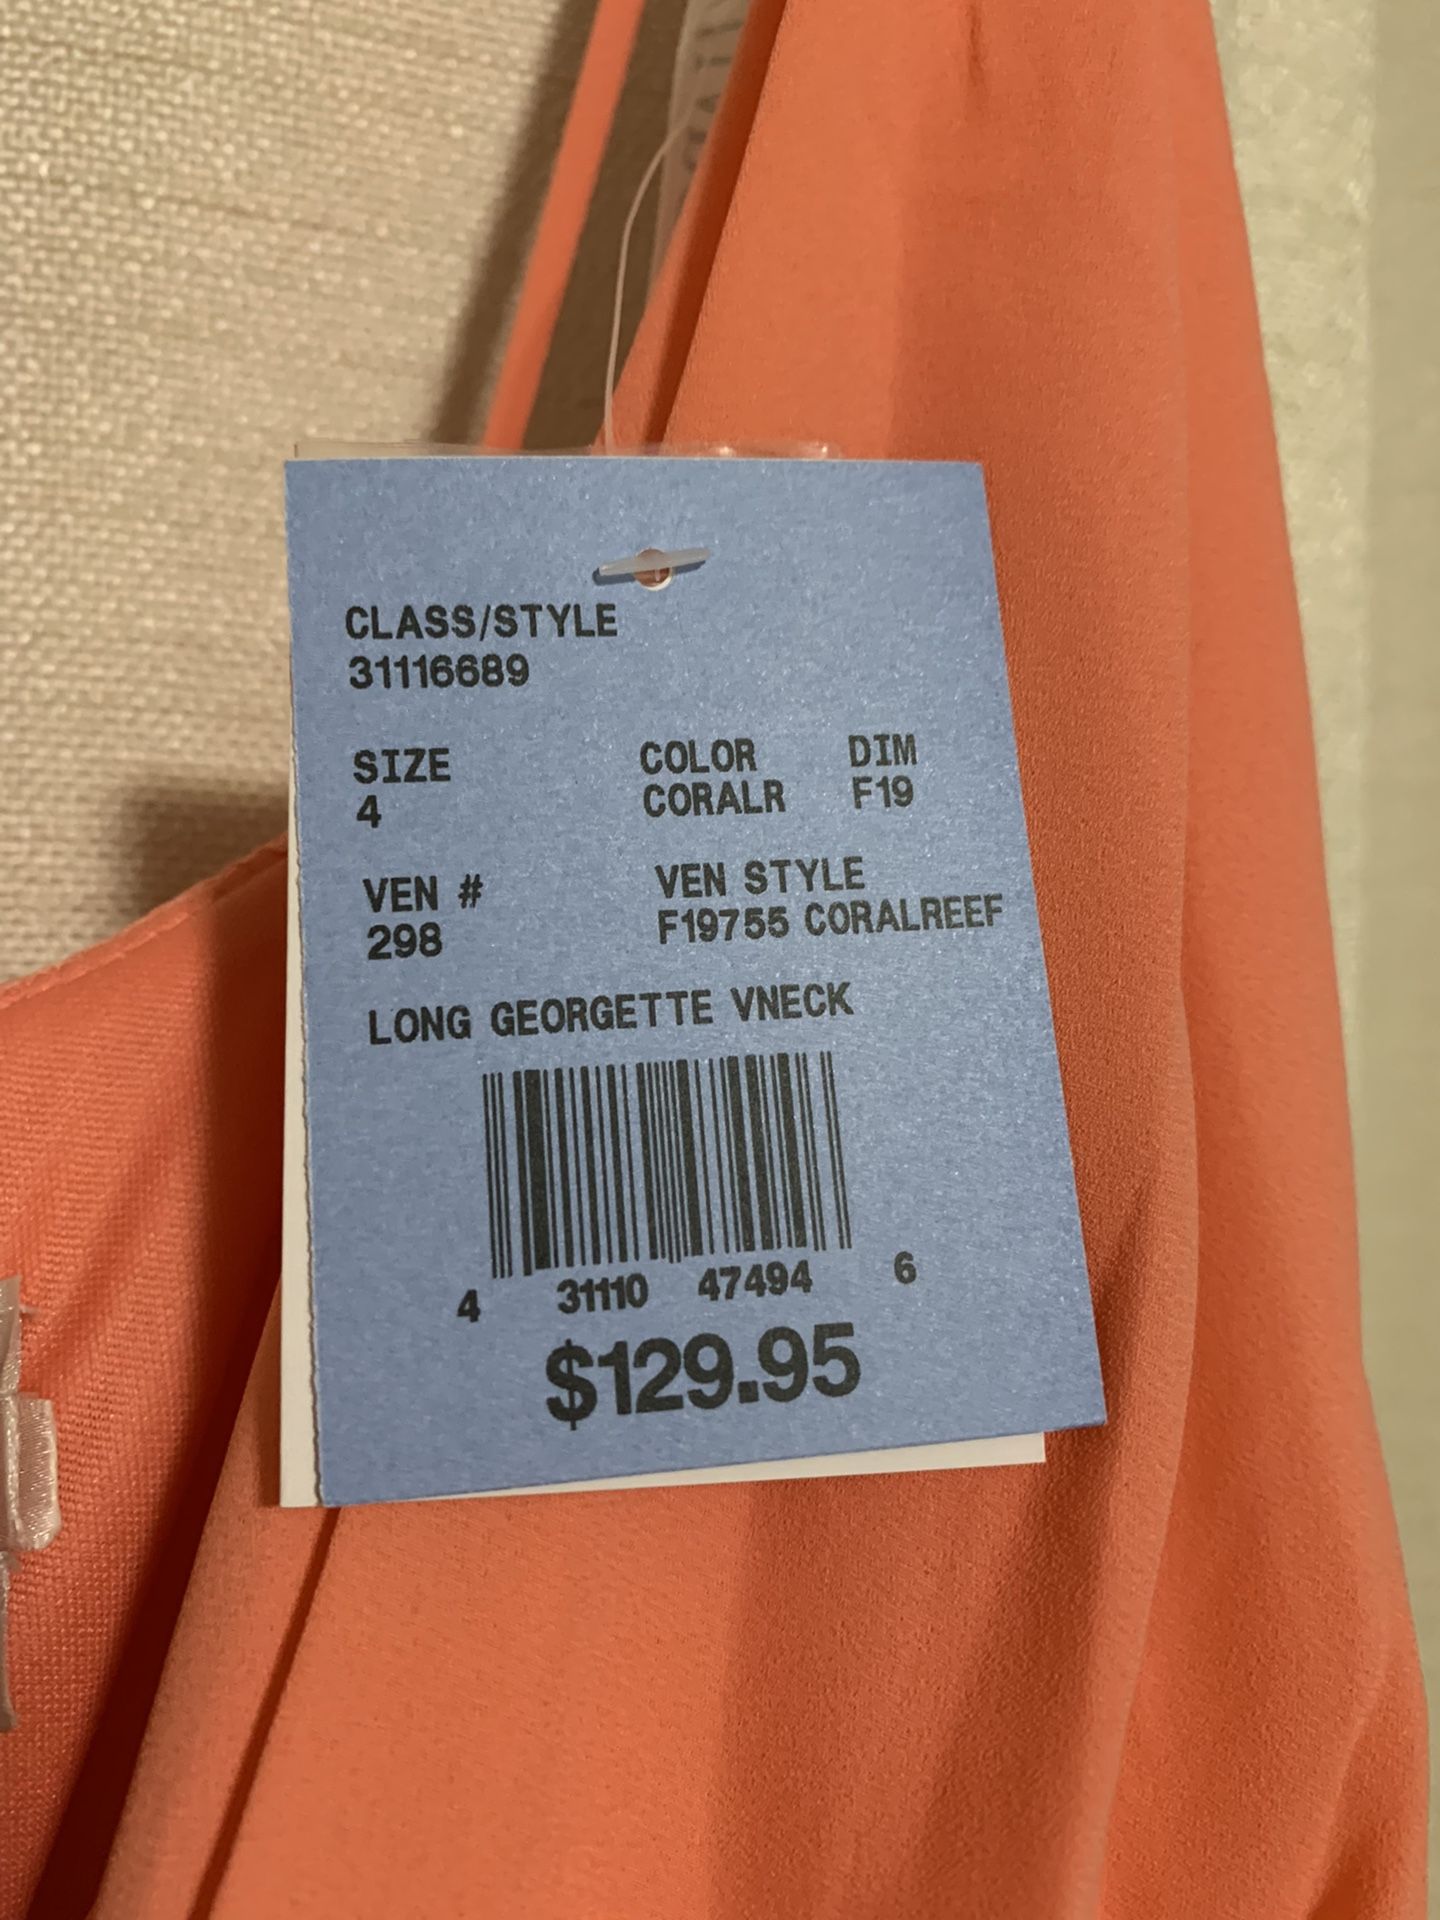 CLASS/STYLE
31116689
SIZE COLOR DIM
4 CORALR F19
VEN # VEN STYLE
298 F19755 CORALREEF
LONG GEORGETTE VNECK
4 31110 47494 6
$129.95